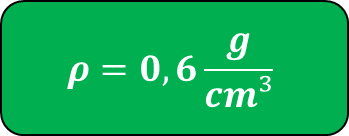 ρ = 0,6 g/cm³